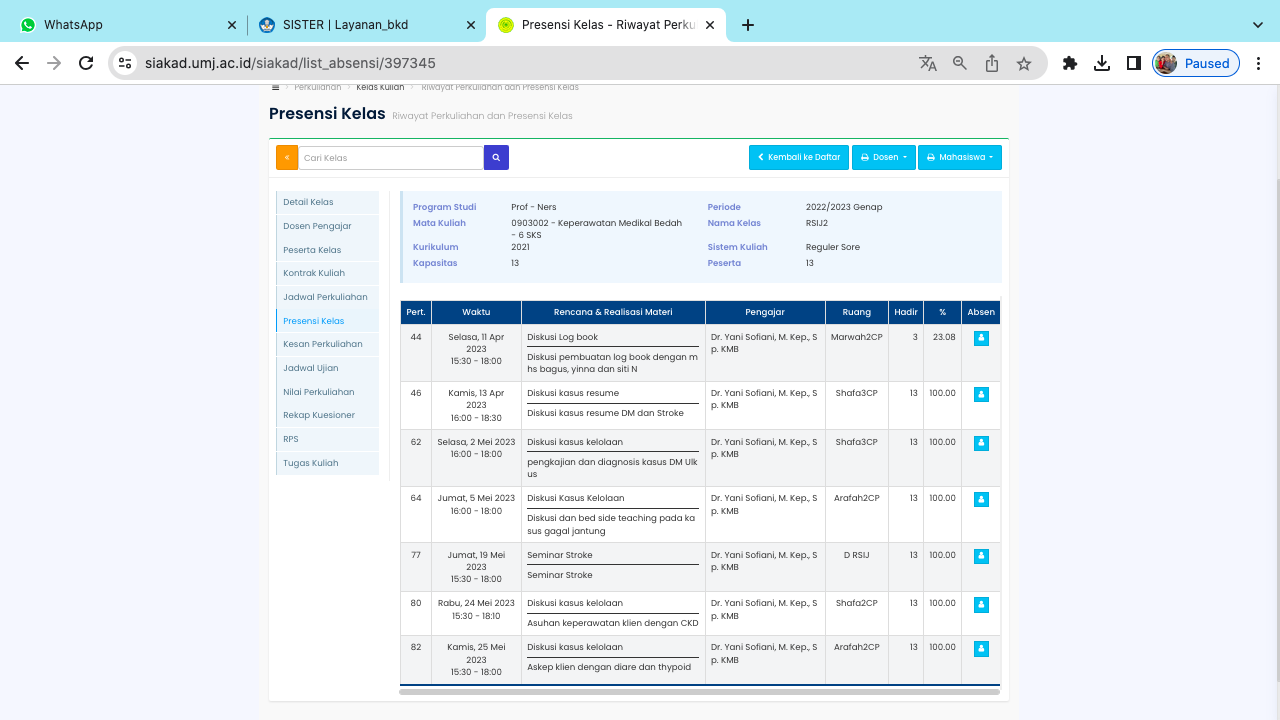 WhatsApp
SISTER | Layanan_bkd
Presensi Kelas - Riwayat Perku
siakad.umj.ac.id/siakad/list_absensi/397345
Paused
Perkuliahan
Kelas Kuliah
Riwayat Perkuliahan dan Presensi Kelas
Presensi Kelas Riwayat Perkuliahan dan Presensi Kelas
Cari Kelas
Kembali ke Daftar
Dosen
Mahasiswa
Detail Kelas
Dosen Pengajar
Peserta Kelas
Kontrak Kuliah
Jadwal Perkuliahan
Presensi Kelas
Kesan Perkuliahan
Jadwal Ujian
Nilai Perkuliahan
Rekap Kuesioner
RPS
Tugas Kuliah
Program Studi Prof - Ners Periode 2022/2023 Genap
Mata Kuliah 0903002 - Keperawatan Medikal Bedah Nama Kelas RSIJ2
- 6 SKS
Kurikulum 2021 Sistem Kuliah Reguler Sore
Kapasitas 13 Peserta 13
Pert. Waktu Rencana & Realisasi Materi Pengajar Ruang Hadir % Absen
44 Selasa, 11 Apr Diskusi Log book Dr. Yani Sofiani, M. Kep., S Marwah2CP 3 23.08
2023 p. KMB
15:30 - 18:00 Diskusi pembuatan log book dengan m
hs bagus, yinna dan siti N
46 Kamis, 13 Apr Diskusi kasus resume Dr. Yani Sofiani, M. Kep., S Shafa3CP 13 100.00
2023 p. KMB
16:00 - 18:30 Diskusi kasus resume DM dan Stroke
62 Selasa, 2 Mei 2023 Diskusi kasus kelolaan Dr. Yani Sofiani, M. Kep., S Shafa3CP 13 100.00
16:00 - 18:00 p. KMB
pengkajian dan diagnosis kasus DM Ulk
us
64 Jumat, 5 Mei 2023 Diskusi Kasus Kelolaan Dr. Yani Sofiani, M. Kep., S Arafah2CP 13 100.00
16:00 - 18:00 p. KMB
Diskusi dan bed side teaching pada ka
sus gagal jantung
77 Jumat, 19 Mei Seminar Stroke Dr. Yani Sofiani, M. Kep., S D RSIJ 13 100.00
2023 p. KMB
15:30 - 18:00 Seminar Stroke
80 Rabu, 24 Mei 2023 Diskusi kasus kelolaan Dr. Yani Sofiani, M. Kep., S Shafa2CP 13 100.00
15:30 - 18:10 p. KMB
Asuhan keperawatan klien dengan CKD
82 Kamis, 25 Mei Diskusi kasus kelolaan Dr. Yani Sofiani, M. Kep., S Arafah2CP 13 100.00
2023 p. KMB
15:30 - 18:00 Askep klien dengan diare dan thypoid